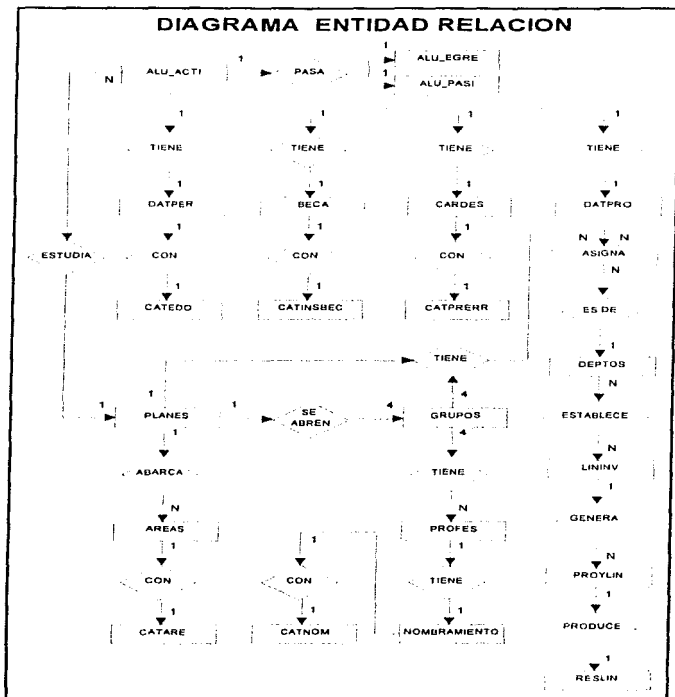 DIAGRAMA ENTIDAD RELACION
1 ALU_EGRE
N ALU_ACTI 1 PASA
1 ALU_PASI
1 1 1 1
TIENE TIENE TIENE TIENE
1 1 1 1
DATPER BECA CARDES DATPRO
1 1 1 N N
ESTUDIA CON CON CON ASIGNA
1 1 1 N
CATEDO CATINSBEC CATPRERR ES DE
TIENE 1
DEPTOS
1 4 N
1 PLANES 1 SE ABREN 4 GRUPOS ESTABLECE
1 4 N
ABARCA TIENE LININV
1
N N GENERA
AREAS PROFES
1 1 1 N
CON CON TIENE PROYLIN
1 1 1 1
CATARE CATNOM NOMBRAMIENTO PRODUCE
1
RESLIN